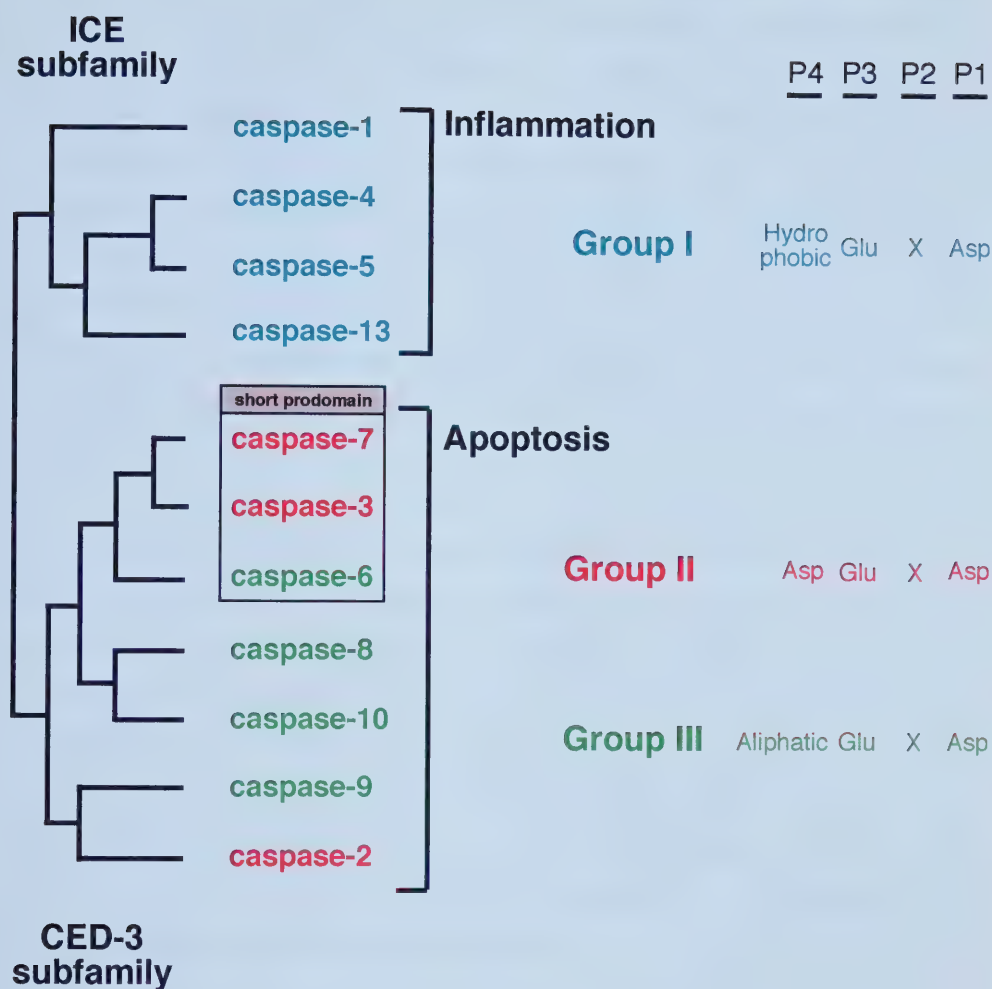 ICE
subfamily
P4 P3 P2 P1
caspase-1
Inflammation
caspase-4
Group I
Hydro
phobic Glu X Asp
caspase-5
caspase-13
short prodomain
caspase-7
Apoptosis
caspase-3
caspase-6
Group II
Asp Glu X Asp
caspase-8
caspase-10
Group III
Aliphatic Glu X Asp
caspase-9
caspase-2
CED-3
subfamily